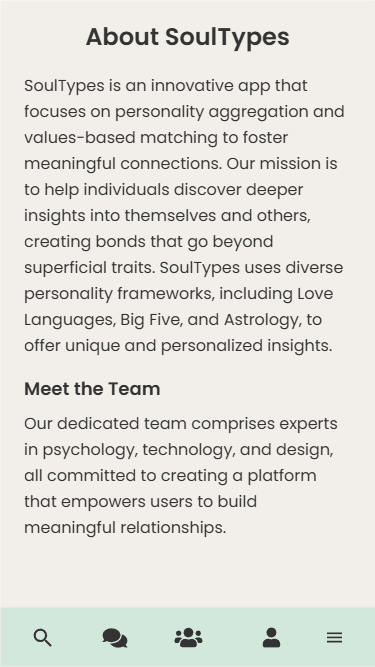 About SoulTypes
SoulTypes is an innovative app that
focuses on personality aggregation and
values-based matching to foster
meaningful connections. Our mission is
to help individuals discover deeper
insights into themselves and others,
creating bonds that go beyond
superficial traits. SoulTypes uses diverse
personality frameworks, including Love
Languages, Big Five, and Astrology, to
offer unique and personalized insights.
Meet the Team
Our dedicated team comprises experts
in psychology, technology, and design,
all committed to creating a platform
that empowers users to build
meaningful relationships.